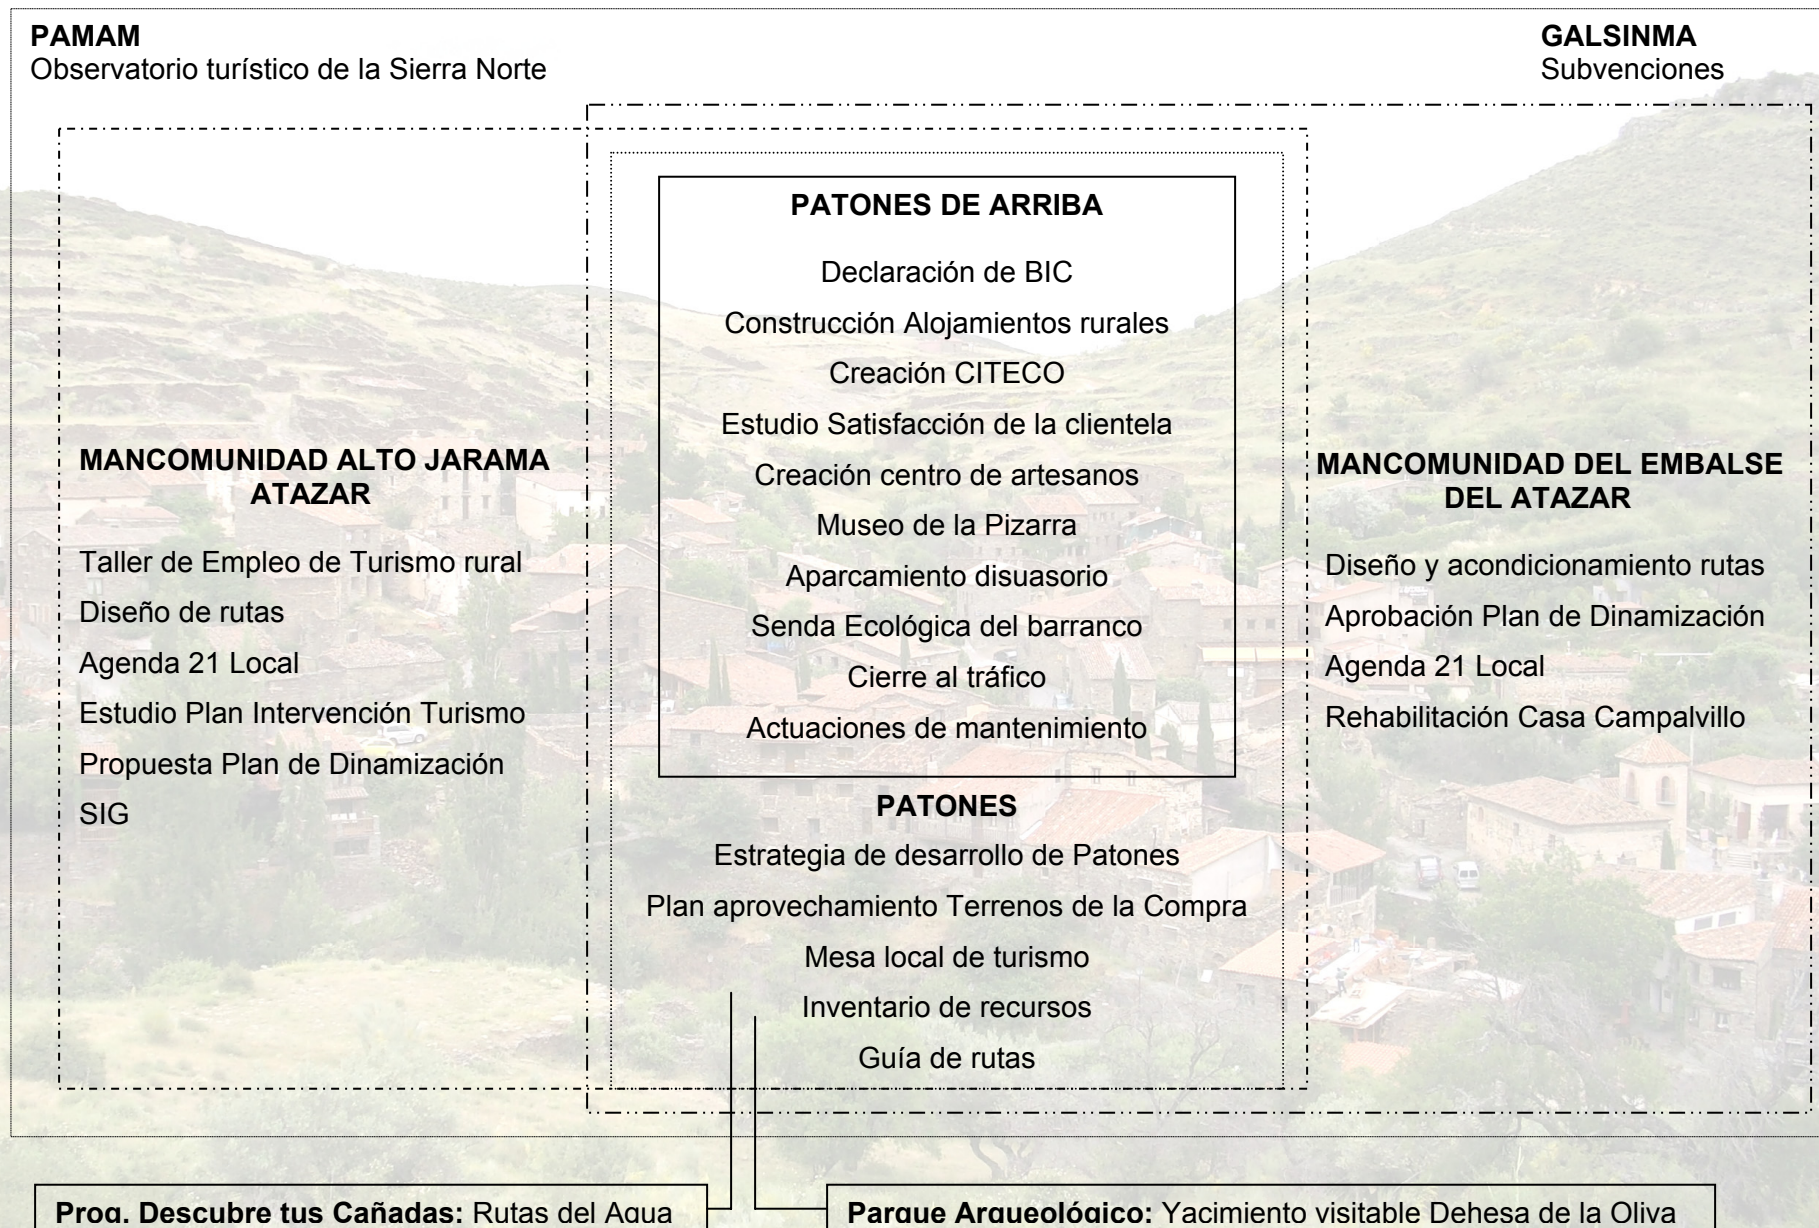 PAMAM
Observatorio turístico de la Sierra Norte
GALSINMA
Subvenciones
PATONES DE ARRIBA
Declaración de BIC
Construcción Alojamientos rurales
Creación CITECO
Estudio Satisfacción de la clientela
Creación centro de artesanos
Museo de la Pizarra
Aparcamiento disuasorio
Senda Ecológica del barranco
Cierre al tráfico
Actuaciones de mantenimiento
MANCOMUNIDAD ALTO JARAMA
ATAZAR
Taller de Empleo de Turismo rural
Diseño de rutas
Agenda 21 Local
Estudio Plan Intervención Turismo
Propuesta Plan de Dinamización
SIG
MANCOMUNIDAD DEL EMBALSE
DEL ATAZAR
Diseño y acondicionamiento rutas
Aprobación Plan de Dinamización
Agenda 21 Local
Rehabilitación Casa Campalvillo
PATONES
Estrategia de desarrollo de Patones
Plan aprovechamiento Terrenos de la Compra
Mesa local de turismo
Inventario de recursos
Guía de rutas
Prog. Descubre tus Cañadas: Rutas del Agua
Parque Arqueológico: Yacimiento visitable Dehesa de la Oliva